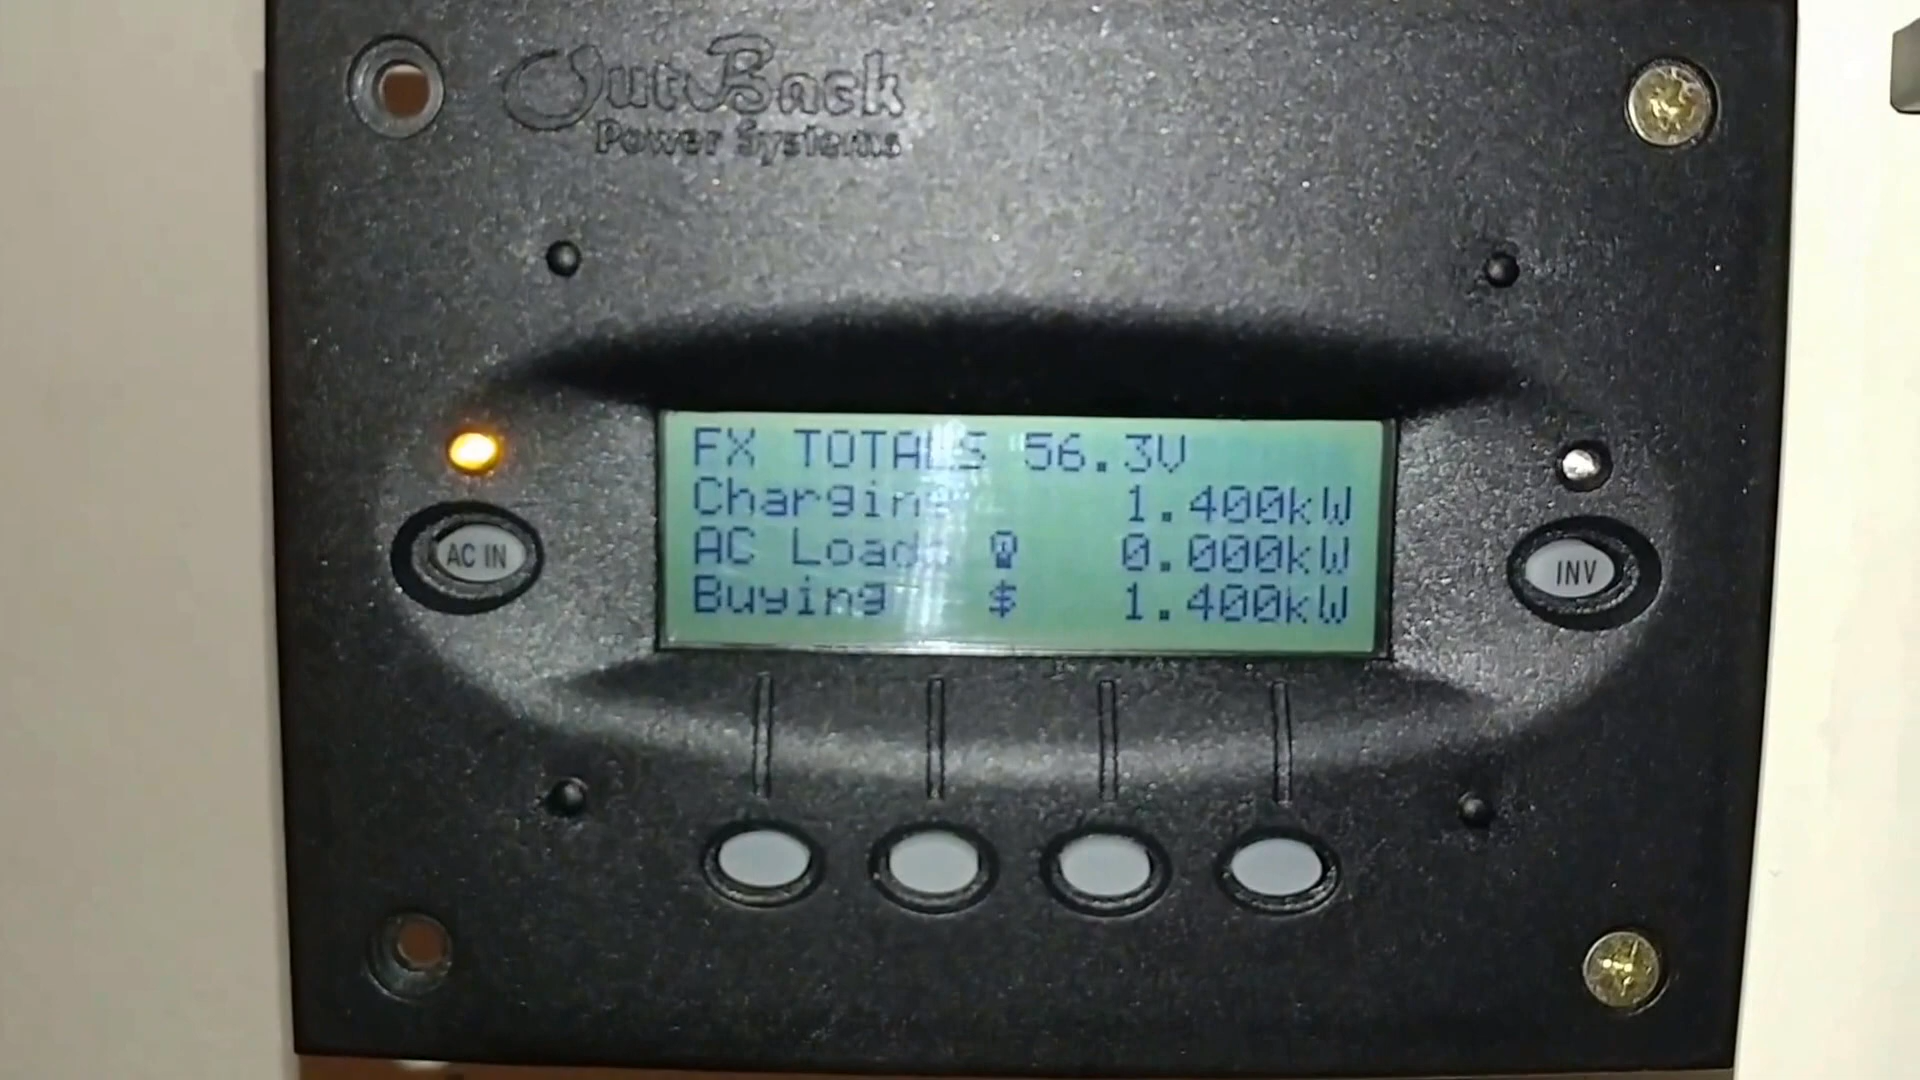 OutBack
Power Systems
FX TOTALS 56.3V
Charging 1.400kW
AC Loads 0.000kW
Buying $ 1.400kW
AC IN
INV